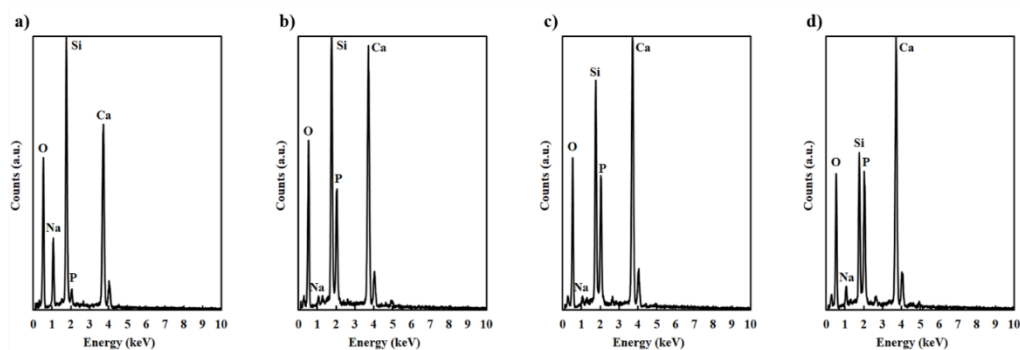 a)
Si
Ca
O
Na
P
Counts (a.u.)
0 1 2 3 4 5 6 7 8 9 10
Energy (keV)
b)
Si
Ca
O
P
Na
Counts (a.u.)
0 1 2 3 4 5 6 7 8 9 10
Energy (keV)
c)
Ca
Si
O
P
Na
Counts (a.u.)
0 1 2 3 4 5 6 7 8 9 10
Energy (keV)
d)
Ca
Si
O
P
Na
Counts (a.u.)
0 1 2 3 4 5 6 7 8 9 10
Energy (keV)